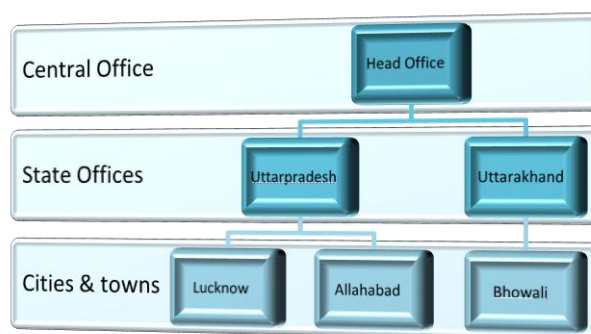 Central Office
Head Office
State Offices
Uttarpradesh
Uttarakhand
Cities & towns
Lucknow
Allahabad
Bhowali